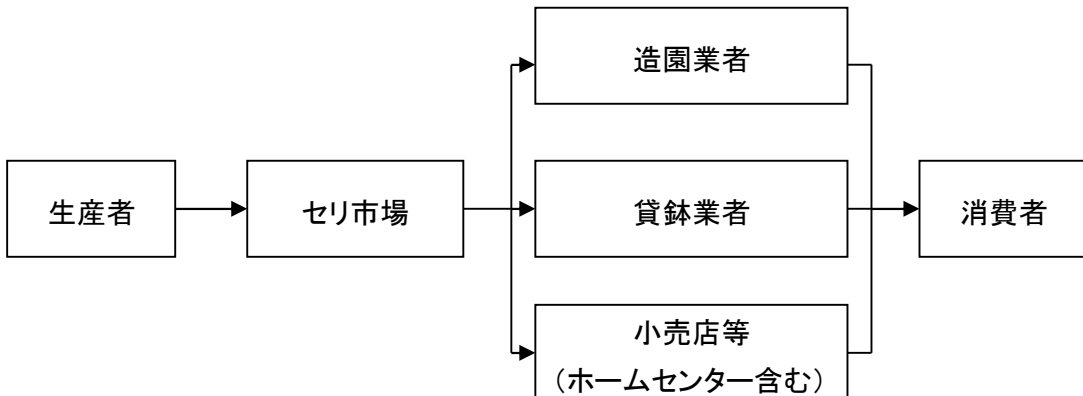 造園業者
生産者
セリ市場
貸鉢業者
消費者
小売店等
（ホームセンター含む）